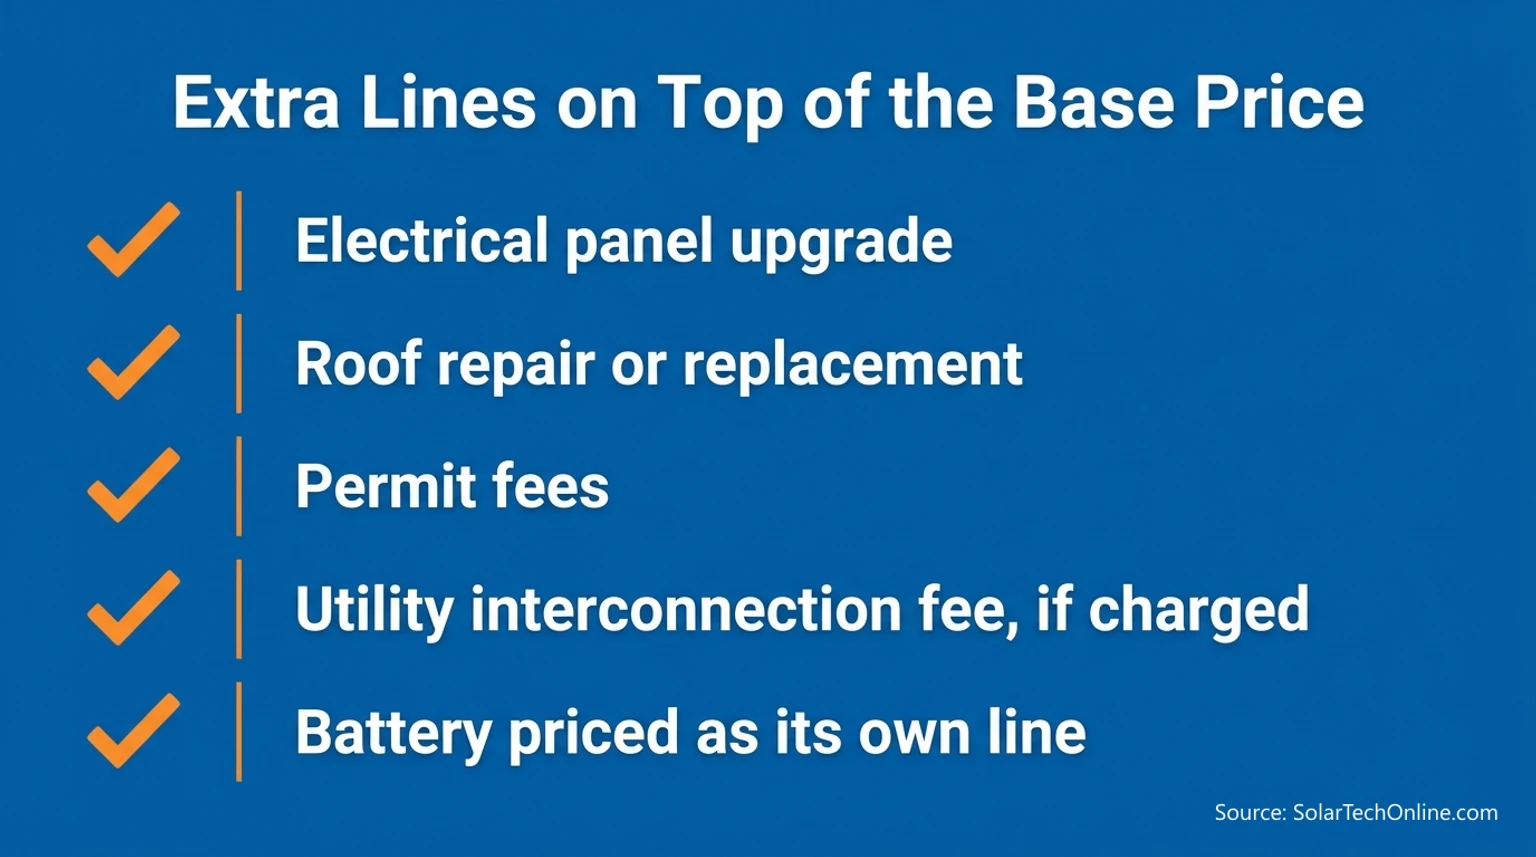 Extra Lines on Top of the Base Price
Electrical panel upgrade
Roof repair or replacement
Permit fees
Utility interconnection fee, if charged
Battery priced as its own line
Source: SolarTechOnline.com